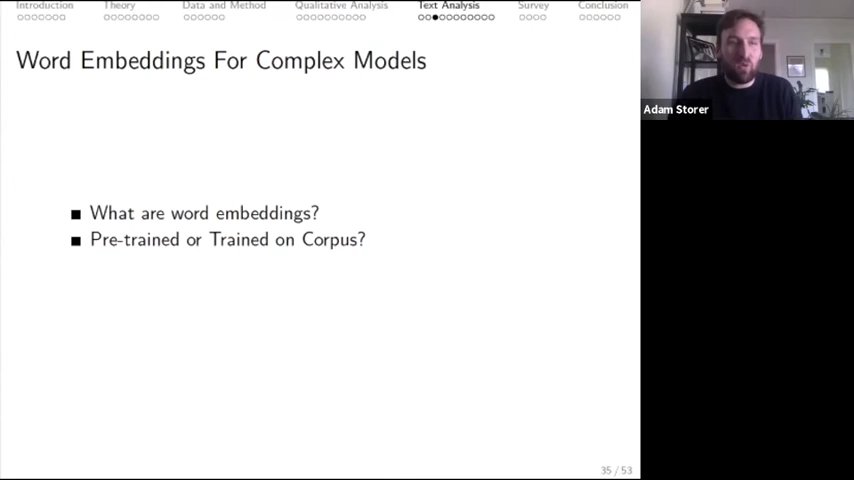 Introduction Theory Data and Method Qualitative Analysis Text Analysis Survey Conclusion
Word Embeddings For Complex Models
What are word embeddings?
Pre-trained or Trained on Corpus?
35 / 53
Adam Storer